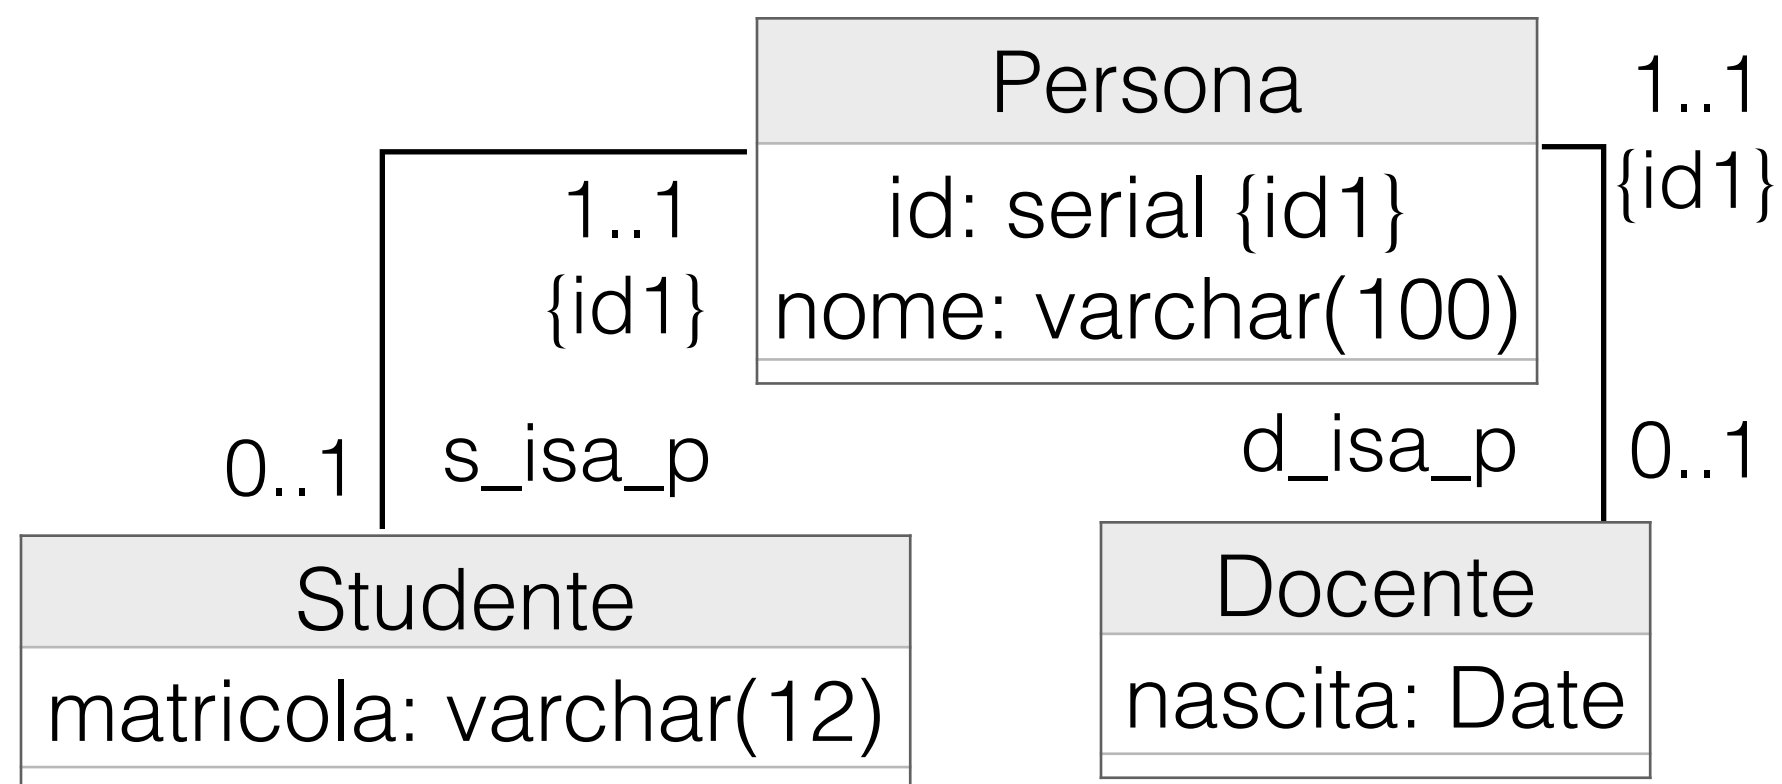 Persona
id: serial {id1}
nome: varchar(100)
1..1
{id1}
1..1
{id1}
0..1
s_isa_p
d_isa_p
0..1
Studente
matricola: varchar(12)
Docente
nascita: Date